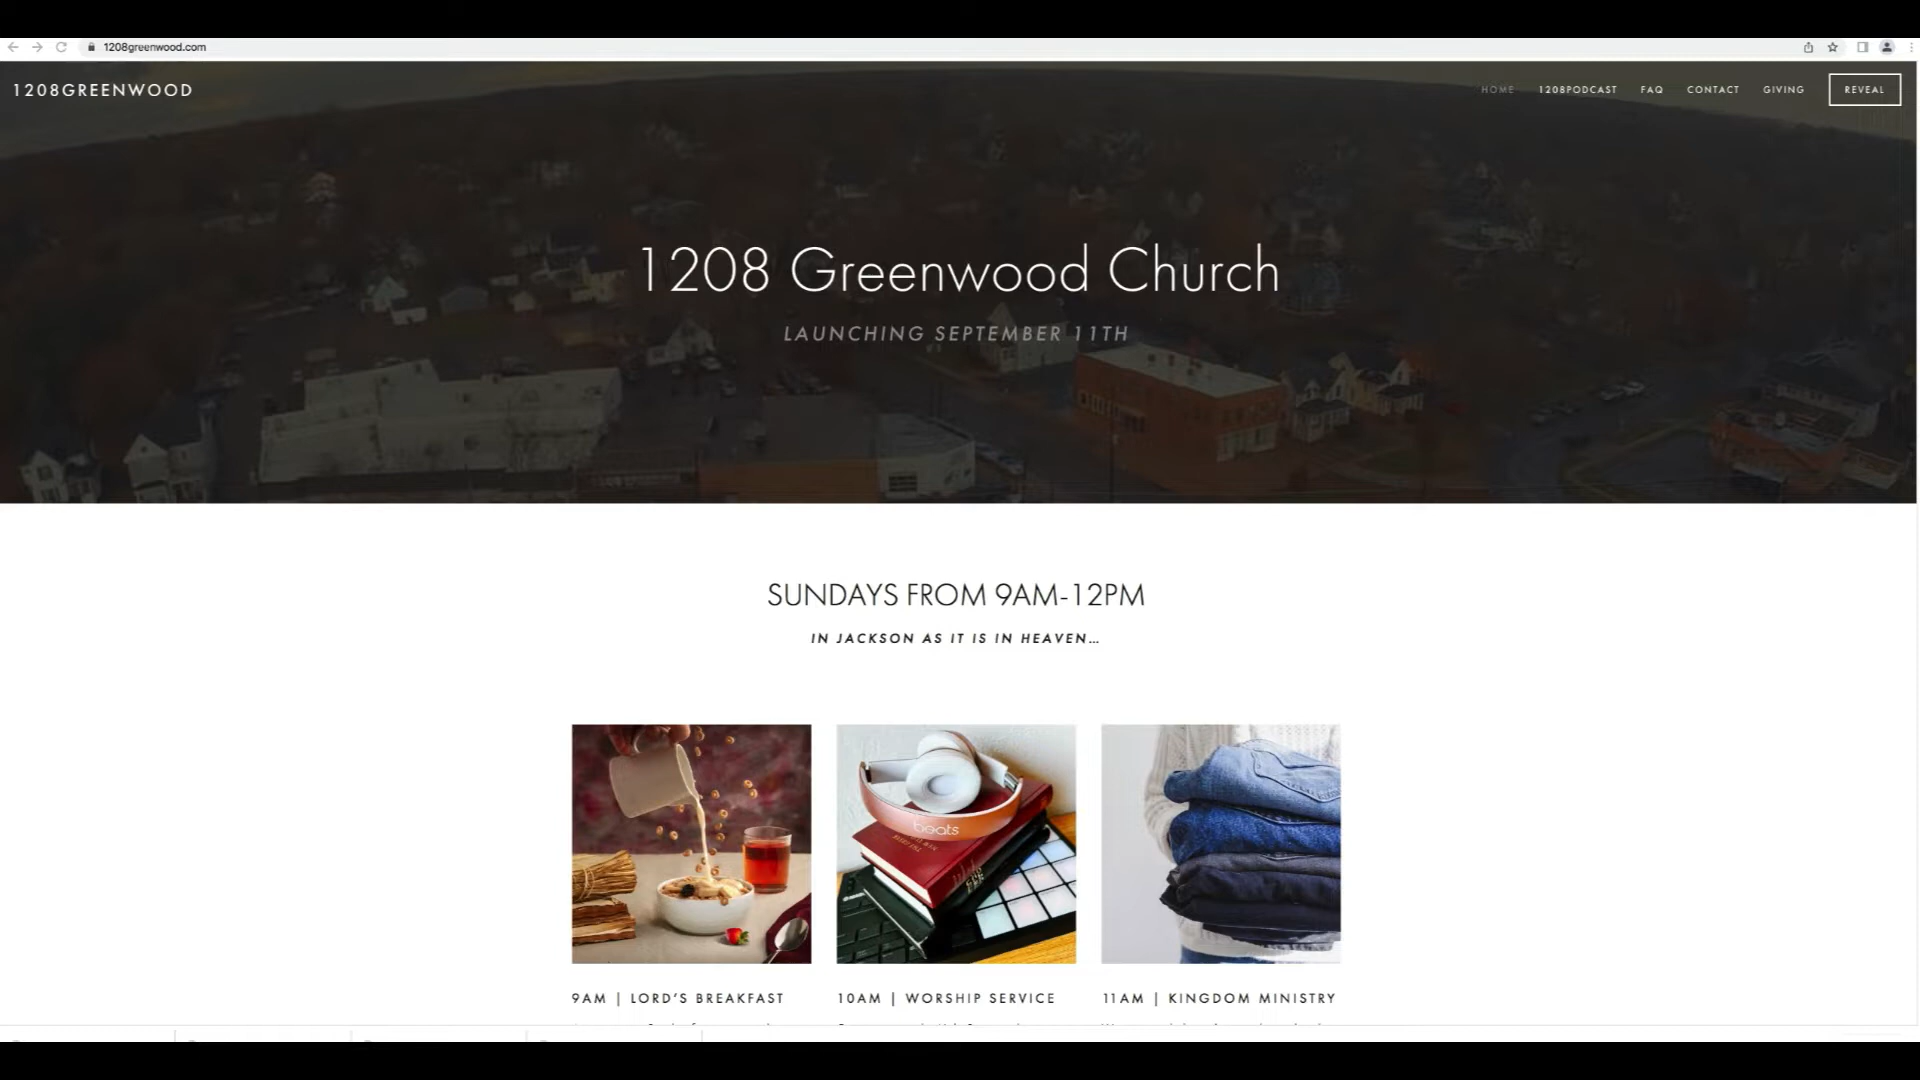 1208greenwood.com
1208GREENWOOD
HOME 1208PODCAST FAQ CONTACT GIVING REVEAL
1208 Greenwood Church
LAUNCHING SEPTEMBER 11TH
SUNDAYS FROM 9AM-12PM
IN JACKSON AS IT IS IN HEAVEN...
beats
9AM | LORD'S BREAKFAST
10AM | WORSHIP SERVICE
11AM | KINGDOM MINISTRY